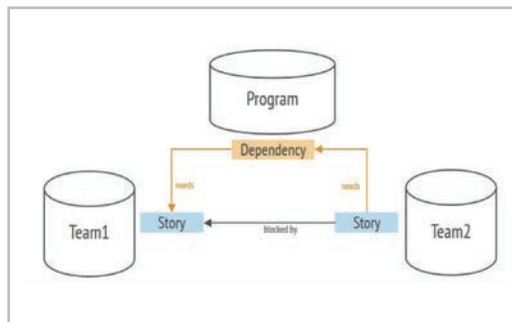 Program
Dependency
needs
needs
Team1
Story
blocked by
Story
Team2